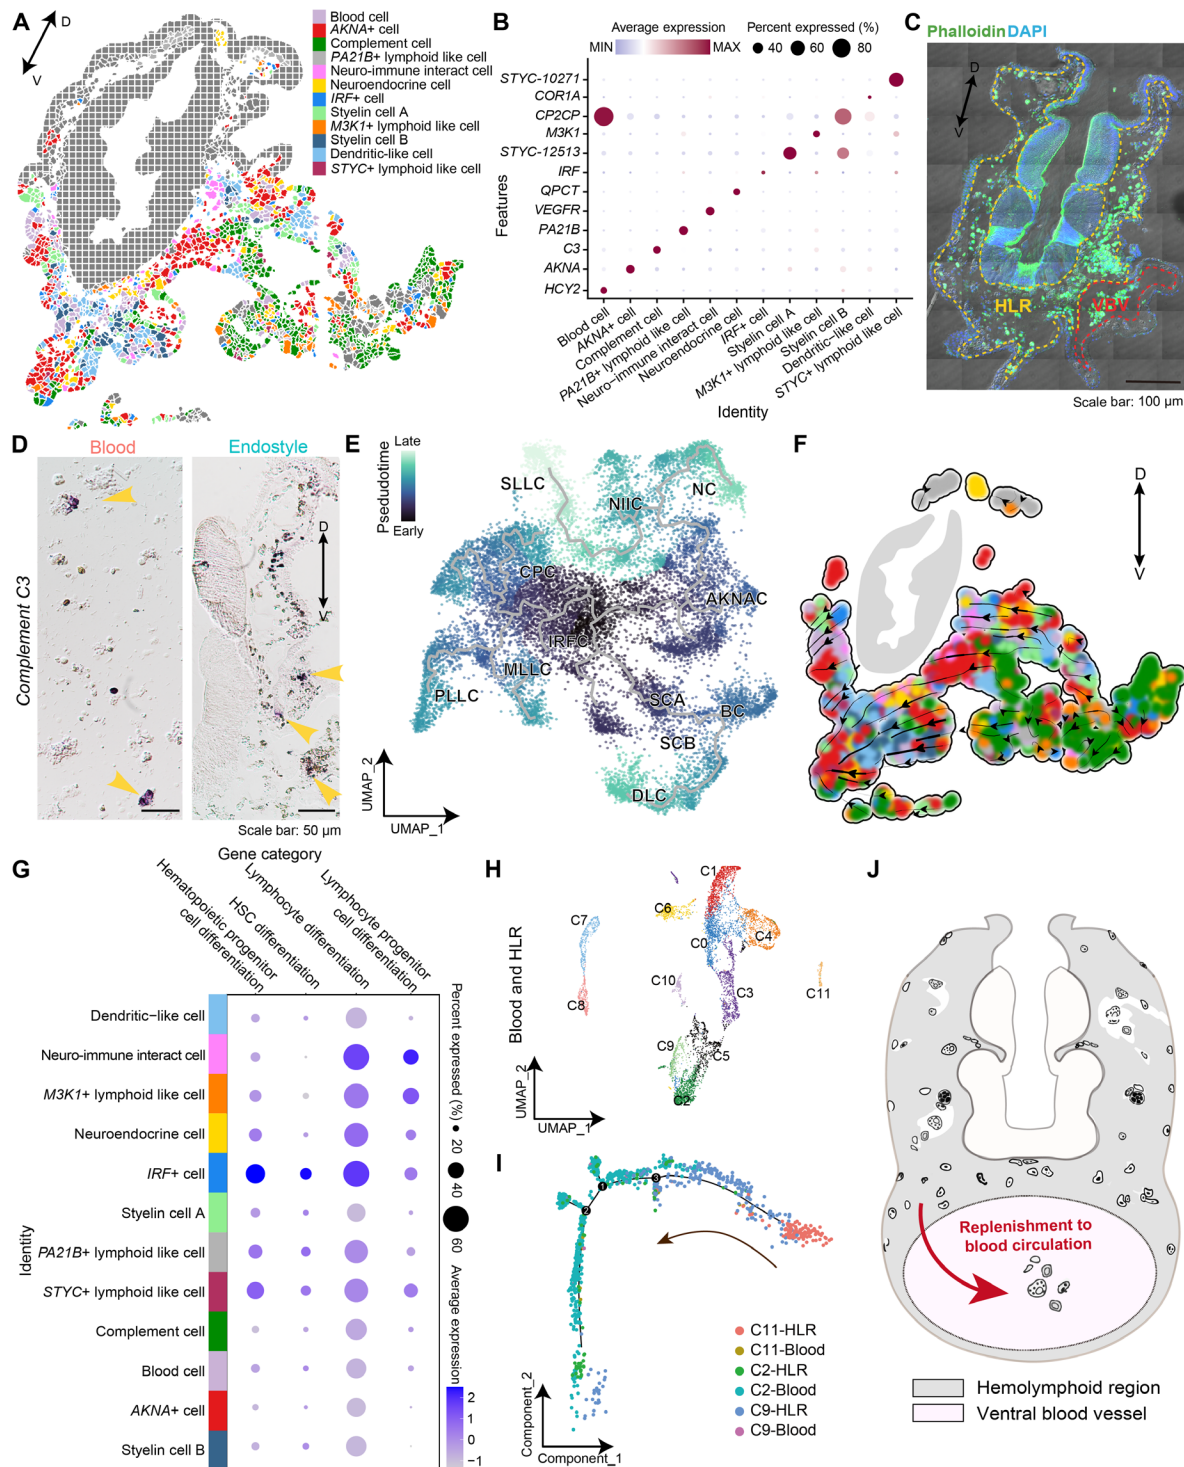 A
D
V
Blood cell
AKNA+ cell
Complement cell
PA21B+ lymphoid like cell
Neuro-immune interact cell
Neuroendocrine cell
IRF+ cell
Styelin cell A
M3K1+ lymphoid like cell
Styelin cell B
Dendritic-like cell
STYC+ lymphoid like cell
B
Average expression
MIN
MAX
Percent expressed (%)
40
60
80
Features
STYC-10271
COR1A
CP2CP
M3K1
STYC-12513
IRF
QPCT
VEGFR
PA21B
C3
AKNA
HCY2
Blood cell
AKNA+ cell
Complement cell
PA21B+ lymphoid like cell
Neuro-immune interact cell
Neuroendocrine cell
IRF+ cell
Styelin cell A
M3K1+ lymphoid like cell
Styelin cell B
Dendritic-like cell
STYC+ lymphoid like cell
Identity
C
Phalloidin DAPI
D
V
HLR
VBV
Scale bar: 100 µm
D
Blood
Endostyle
Complement C3
D
V
Scale bar: 50 µm
E
Late
Psedudotime
Early
SLLC
NIIC
NC
CPC
AKNAC
IRFC
MLLC
PLLC
SCA
BC
SCB
DLC
UMAP_2
UMAP_1
F
D
V
G
Gene category
Hematopoietic progenitor
cell differentiation
HSC differentiation
Lymphocyte differentiation
Lymphocyte progenitor
cell differentiation
Identity
Dendritic-like cell
Neuro-immune interact cell
M3K1+ lymphoid like cell
Neuroendocrine cell
IRF+ cell
Styelin cell A
PA21B+ lymphoid like cell
STYC+ lymphoid like cell
Complement cell
Blood cell
AKNA+ cell
Styelin cell B
Percent expressed (%)
20
40
60
Average expression
2
1
0
−1
H
Blood and HLR
C1
C6
C7
C0
C4
C10
C3
C11
C8
C9
C5
C2
UMAP_2
UMAP_1
I
1
2
3
C11-HLR
C11-Blood
C2-HLR
C2-Blood
C9-HLR
C9-Blood
Component_2
Component_1
J
Replenishment to
blood circulation
Hemolymphoid region
Ventral blood vessel